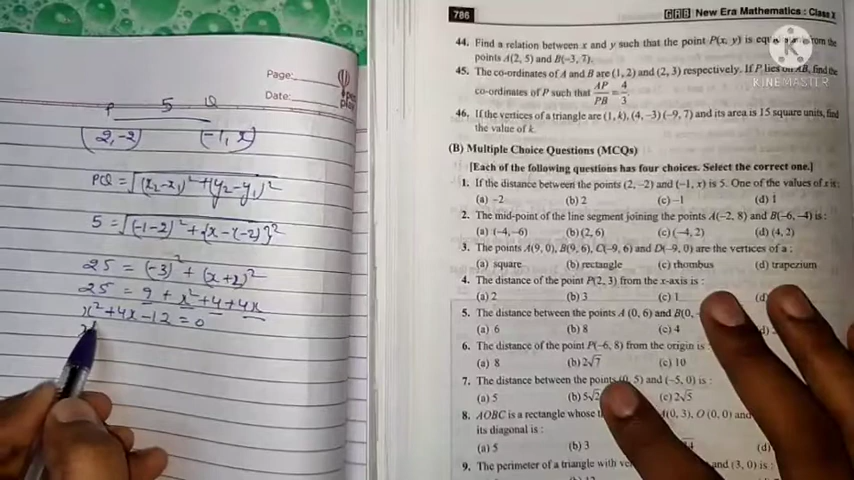 Page:
Date:
P 5 Q
(2,-2) (-1, x)
PQ = √(x₂-x₁)² + (y₂-y₁)²
5 = √(-1-2)² + {x-(-2)}²
25 = (-3)² + (x+2)²
25 = 9 + x² + 4 + 4x
x² + 4x - 12 = 0
786
New Era Mathematics—Class X
44. Find a relation between x and y such that the point P(x, y) is from the
points A(2, 5) and B(–3, 7).
45. The co-ordinates of A and B are (1, 2) and (2, 3) respectively. If P lies on AB, find the
co-ordinates of P such that AP/PB = 4/3
46. If the vertices of a triangle are (1, k), (4, –3) (–9, 7) and its area is 15 square units, find
the value of k.
K
KINEMASTER
(B) Multiple Choice Questions (MCQs)
[Each of the following questions has four choices. Select the correct one.]
1. If the distance between the points (2, –2) and (–1, x) is 5. One of the values of x is:
(a) –2 (b) 2 (c) –1 (d) 1
2. The mid-point of the line segment joining the points A(–2, 8) and B(–6, –4) is:
(a) (–4, –6) (b) (2, 6) (c) (–4, 2) (d) (4, 2)
3. The points A(9, 0), B(9, 6), C(–9, 6) and D(–9, 0) are the vertices of a :
(a) square (b) rectangle (c) rhombus (d) trapezium
4. The distance of the point P(2, 3) from the x-axis is :
(a) 2 (b) 3 (c) 1 (d)
5. The distance between the points A (0, 6) and B(0,
(a) 6 (b) 8 (c) 4
6. The distance of the point P(–6, 8) from the origin is :
(a) 8 (b) 2√7 (c) 10
7. The distance between the points (0, 5) and (–5, 0) is :
(a) 5 (b) 5√2 (c) 2√5
8. AOBC is a rectangle whose A(0, 3), O (0, 0) and
its diagonal is :
(a) 5 (b) 3 (d)
9. The perimeter of a triangle with and (3, 0) is :